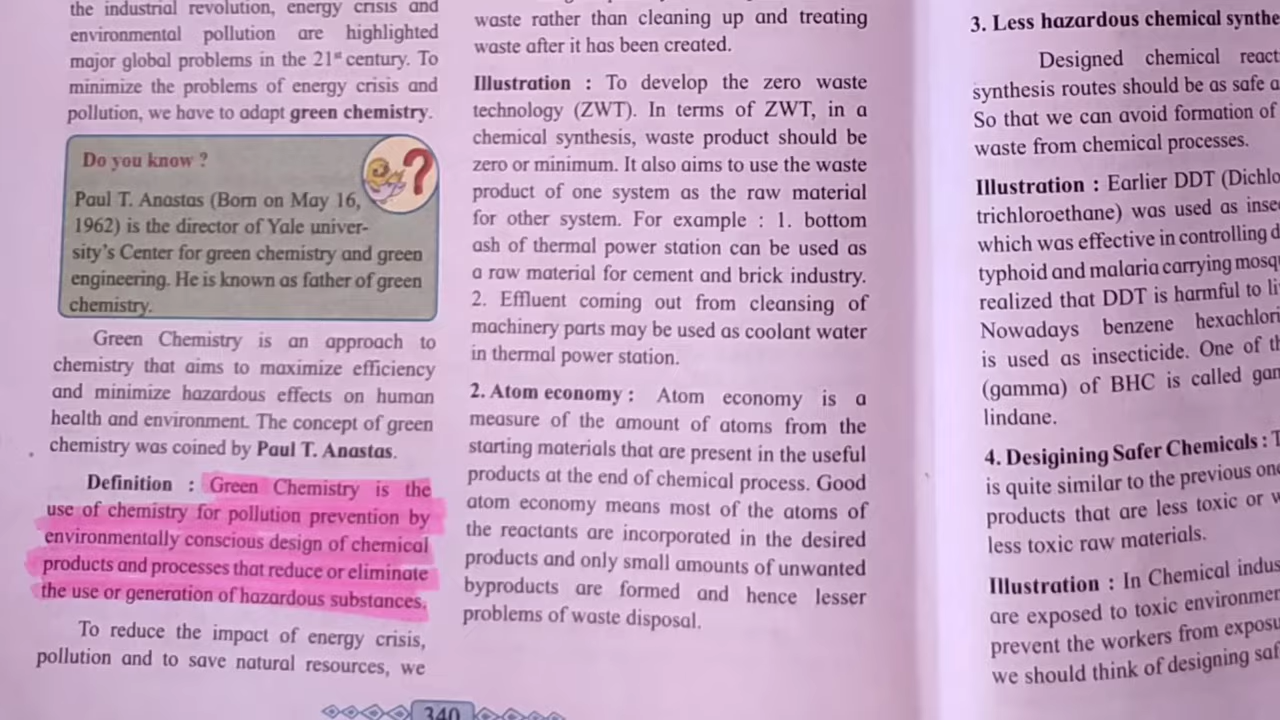 the industrial revolution, energy crisis and
environmental pollution are highlighted
major global problems in the 21st century. To
minimize the problems of energy crisis and
pollution, we have to adapt green chemistry.
Do you know ?
Paul T. Anastas (Born on May 16,
1962) is the director of Yale univer-
sity's Center for green chemistry and green
engineering. He is known as father of green
chemistry.
Green Chemistry is an approach to
chemistry that aims to maximize efficiency
and minimize hazardous effects on human
health and environment. The concept of green
chemistry was coined by Paul T. Anastas.
Definition : Green Chemistry is the
use of chemistry for pollution prevention by
environmentally conscious design of chemical
products and processes that reduce or eliminate
the use or generation of hazardous substances.
To reduce the impact of energy crisis,
pollution and to save natural resources, we
340
waste rather than cleaning up and treating
waste after it has been created.
Illustration : To develop the zero waste
technology (ZWT). In terms of ZWT, in a
chemical synthesis, waste product should be
zero or minimum. It also aims to use the waste
product of one system as the raw material
for other system. For example : 1. bottom
ash of thermal power station can be used as
a raw material for cement and brick industry.
2. Effluent coming out from cleansing of
machinery parts may be used as coolant water
in thermal power station.
2. Atom economy : Atom economy is a
measure of the amount of atoms from the
starting materials that are present in the useful
products at the end of chemical process. Good
atom economy means most of the atoms of
the reactants are incorporated in the desired
products and only small amounts of unwanted
byproducts are formed and hence lesser
problems of waste disposal.
3. Less hazardous chemical synthe
Designed chemical react
synthesis routes should be as safe a
So that we can avoid formation of
waste from chemical processes.
Illustration : Earlier DDT (Dichlo
trichloroethane) was used as inse
which was effective in controlling d
typhoid and malaria carrying mosq
realized that DDT is harmful to li
Nowadays benzene hexachlori
is used as insecticide. One of th
(gamma) of BHC is called gam
lindane.
4. Desigining Safer Chemicals : T
is quite similar to the previous one
products that are less toxic or w
less toxic raw materials.
Illustration : In Chemical indus
are exposed to toxic environmen
prevent the workers from exposu
we should think of designing saf